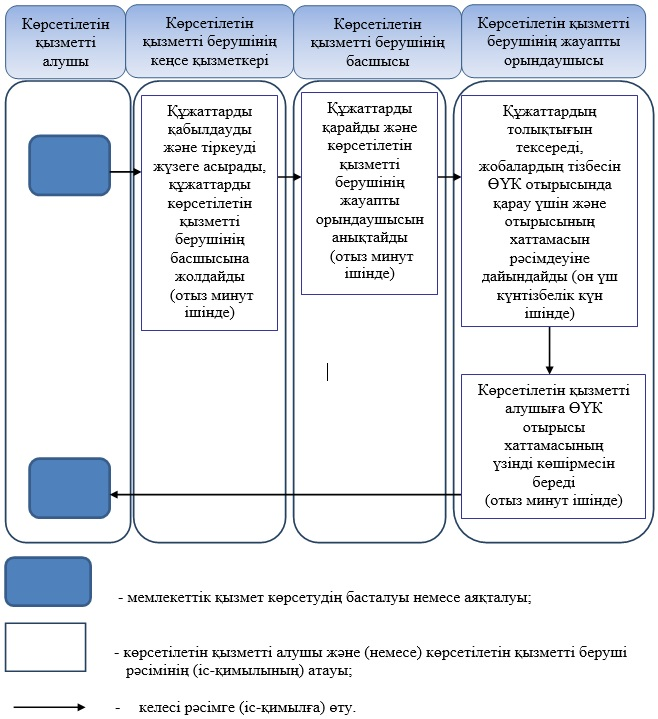 Көрсетілетін
қызметті
алушы
Көрсетілетін
қызметті берушінің
кеңсе қызметкері
Көрсетілетін
қызметті берушінің
басшысы
Көрсетілетін қызметті
берушінің жауапты
орындаушысы
Құжаттарды
қабылдауды
және тіркеуді
жүзеге асырады,
құжаттарды
көрсетілетін
қызметті
берушінің
басшысына
жолдайды
(отыз минут
ішінде)
Құжаттарды
қарайды және
көрсетілетін
қызметті
берушінің
жауапты
орындаушысын
анықтайды
(отыз минут
ішінде)
Құжаттардың
толықтығын
тексереді,
жобалардың тізбесін
ӨҮК отырысында
қарау үшін және
отырысының
хаттамасын
рәсімдеуіне
дайындайды (он үш
күнтізбелік күн
ішінде)
Көрсетілетін қызметті
алушыға ӨҮК
отырысы
хаттамасының
үзінді көшірмесін
береді
(отыз минут ішінде)
- мемлекеттік қызмет көрсетудің басталуы немесе аяқталуы;
- көрсетілетін қызметті алушы және (немесе) көрсетілетін қызметті беруші
рәсімінің (іс-қимылының) атауы;
- келесі рәсімге (іс-қимылға) өту.